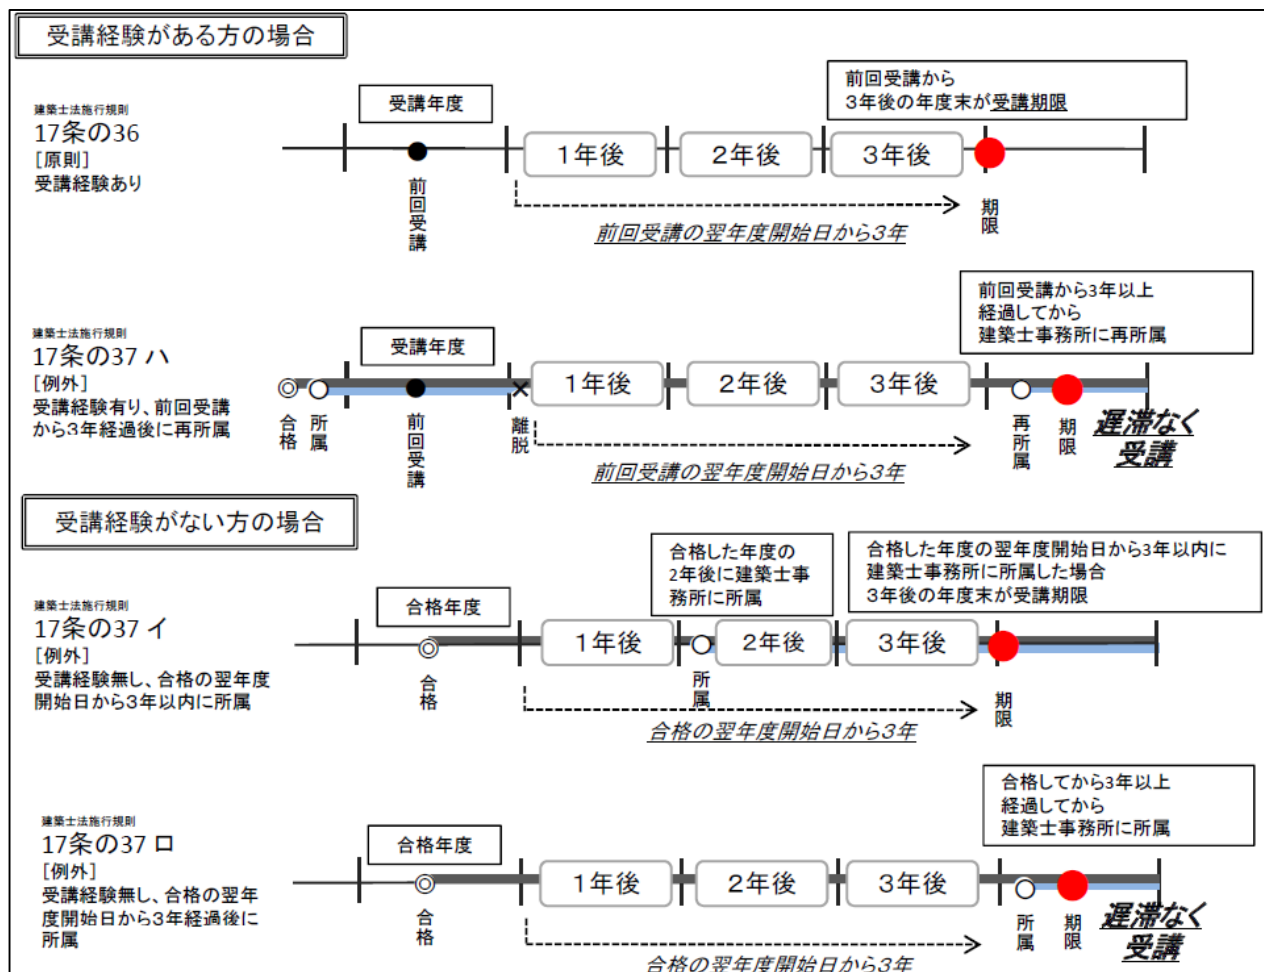 受講経験がある方の場合
建築士法施行規則
17条の36
[原則]
受講経験あり
受講年度
前回受講から
3年後の年度末が受講期限
1年後
2年後
3年後
前回受講
期限
前回受講の翌年度開始日から3年
建築士法施行規則
17条の37 ハ
[例外]
受講経験有り、前回受講
から3年経過後に再所属
受講年度
前回受講から3年以上
経過してから
建築士事務所に再所属
1年後
2年後
3年後
合格
所属
前回受講
離脱
再所属
期限
遅滞なく
受講
前回受講の翌年度開始日から3年
受講経験がない方の場合
建築士法施行規則
17条の37 イ
[例外]
受講経験無し、合格の翌年度
開始日から3年以内に所属
合格年度
合格した年度の
2年後に建築士事
務所に所属
合格した年度の翌年度開始日から3年以内に
建築士事務所に所属した場合
3年後の年度末が受講期限
1年後
2年後
3年後
合格
所属
期限
合格の翌年度開始日から3年
建築士法施行規則
17条の37 ロ
[例外]
受講経験無し、合格の翌年
度開始日から3年経過後に
所属
合格年度
合格してから3年以上
経過してから
建築士事務所に所属
1年後
2年後
3年後
合格
所属
期限
遅滞なく
受講
合格の翌年度開始日から3年